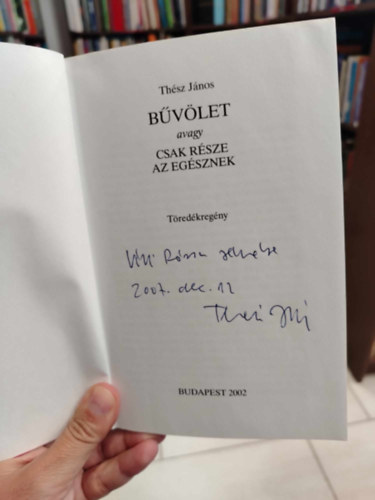 Thész János
BŰVÖLET
avagy
CSAK RÉSZE
AZ EGÉSZNEK
Töredékregény
2007. dec. 12
BUDAPEST 2002